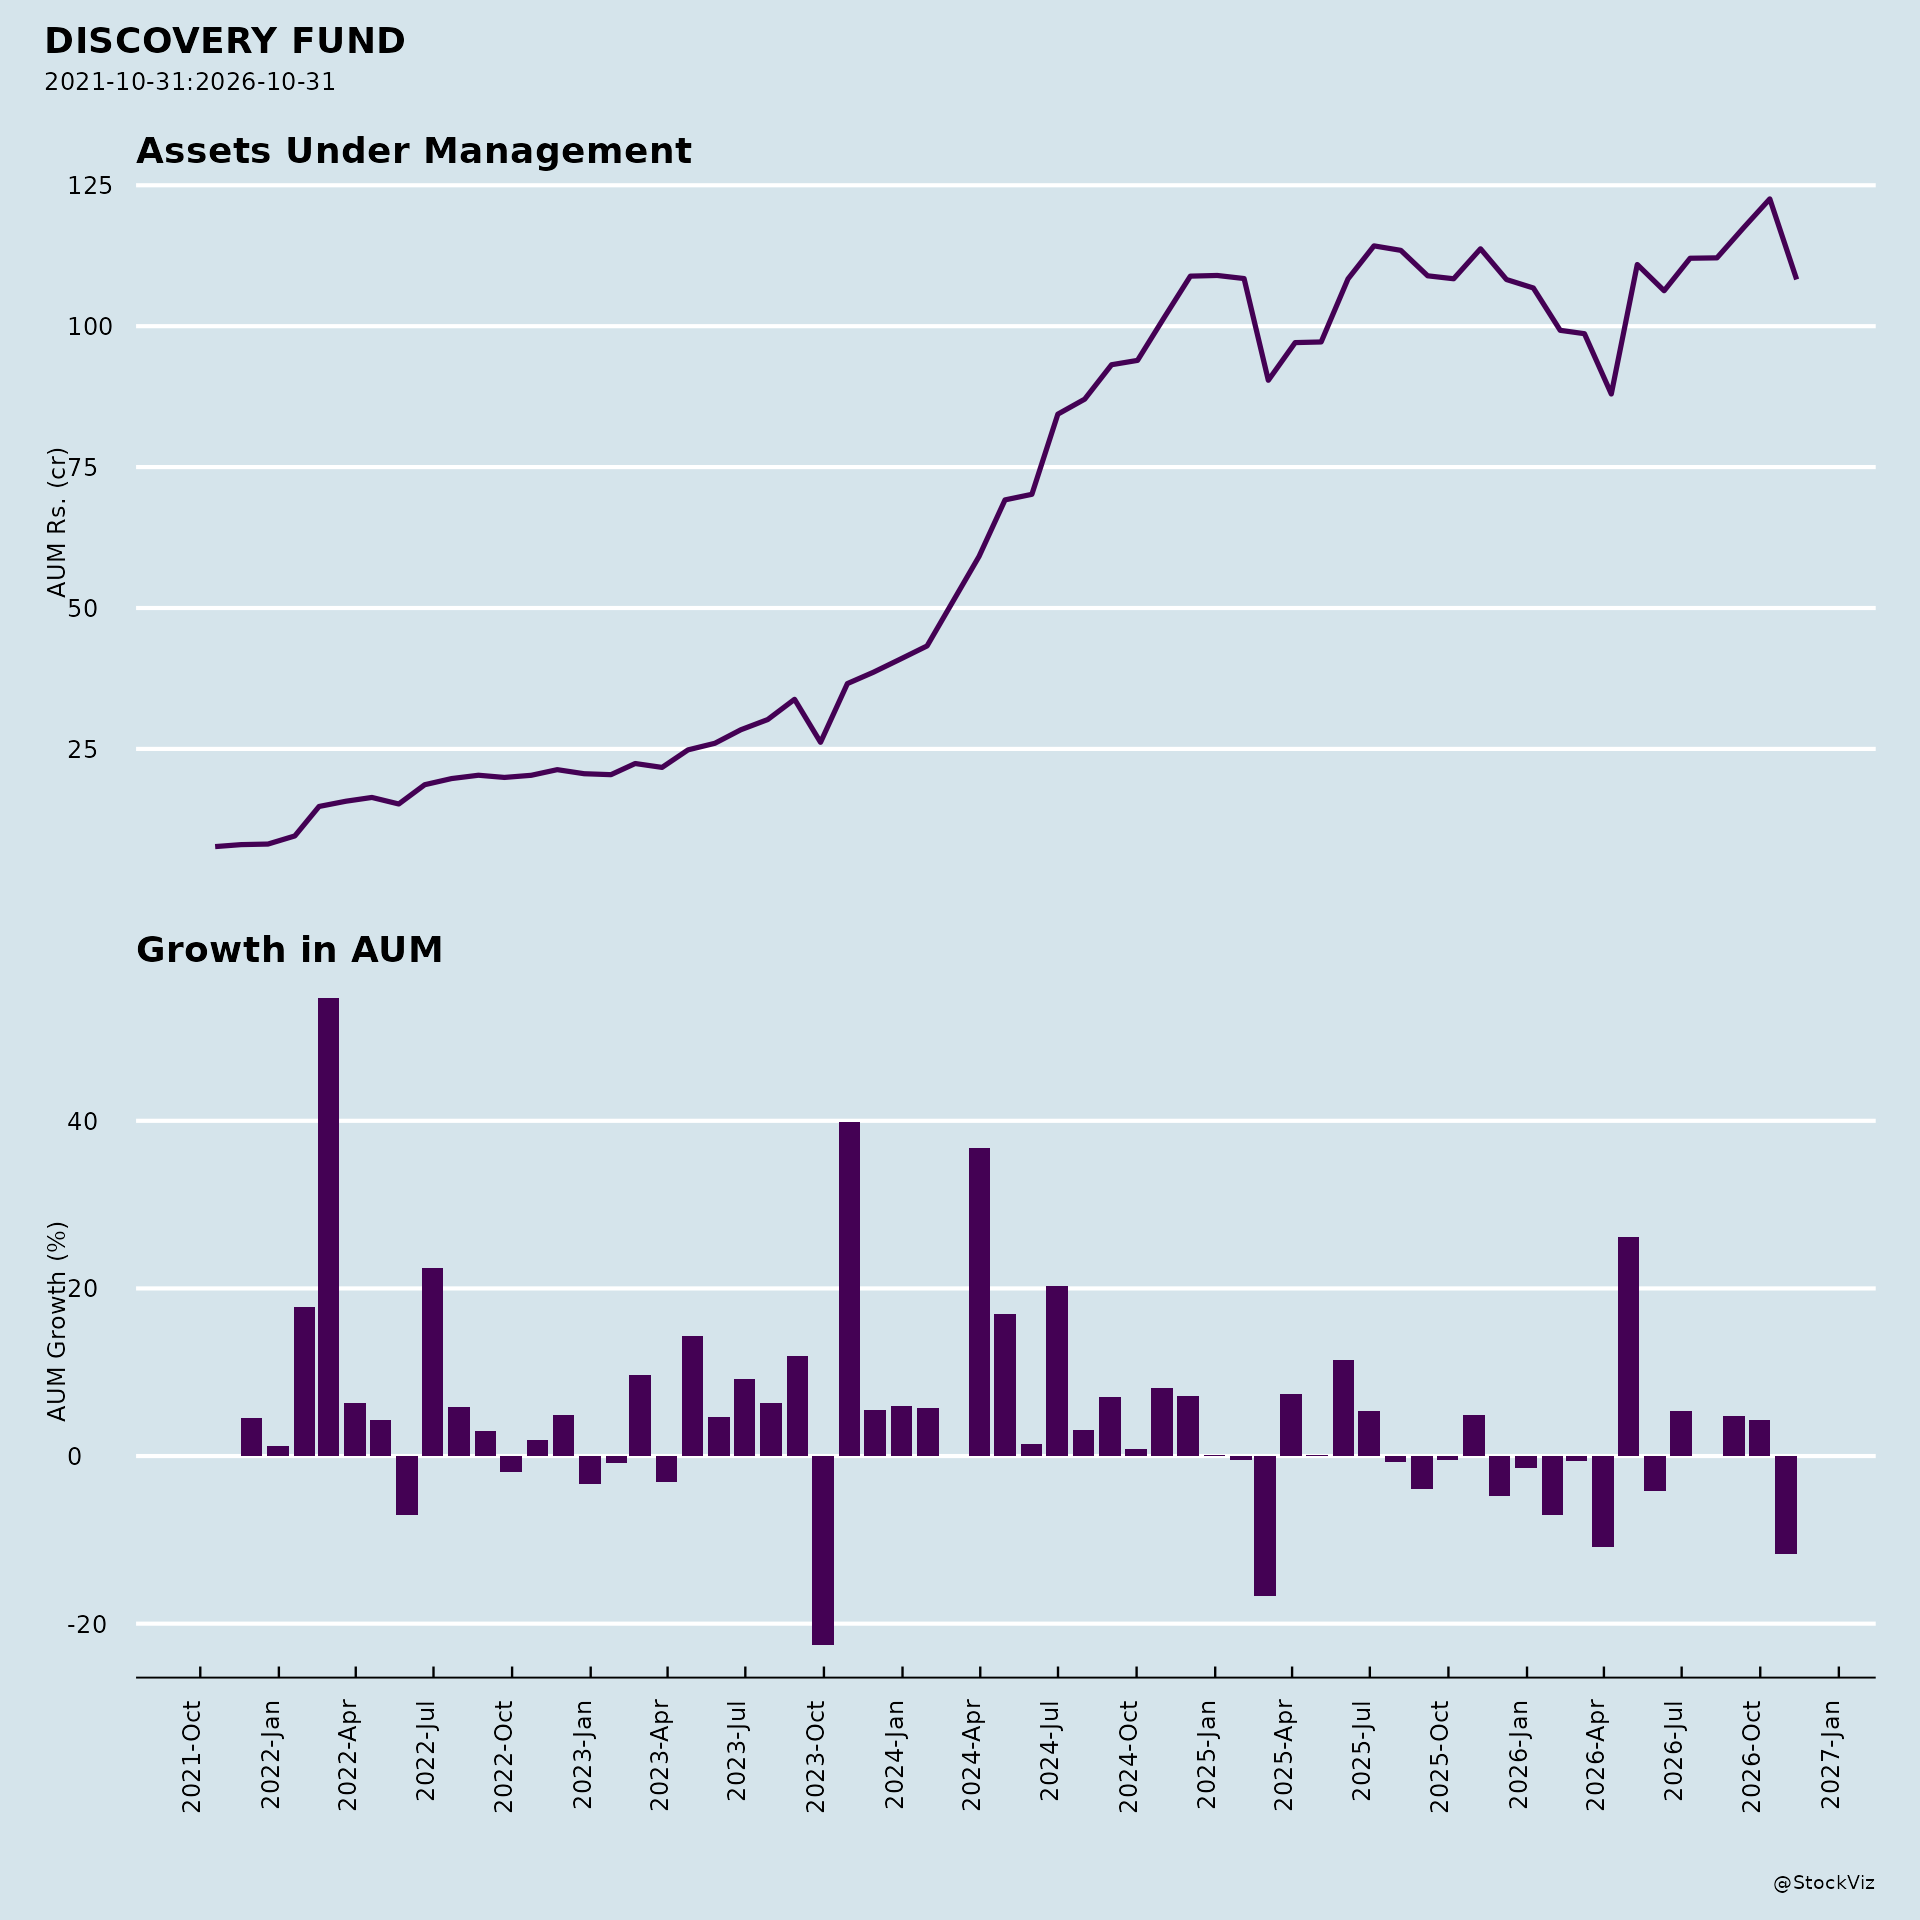 DISCOVERY FUND
2021-10-31:2026-10-31
Assets Under Management
AUM Rs. (cr)
125
100
75
50
25
Growth in AUM
AUM Growth (%)
40
20
0
-20
2021-Oct
2022-Jan
2022-Apr
2022-Jul
2022-Oct
2023-Jan
2023-Apr
2023-Jul
2023-Oct
2024-Jan
2024-Apr
2024-Jul
2024-Oct
2025-Jan
2025-Apr
2025-Jul
2025-Oct
2026-Jan
2026-Apr
2026-Jul
2026-Oct
2027-Jan
@StockViz